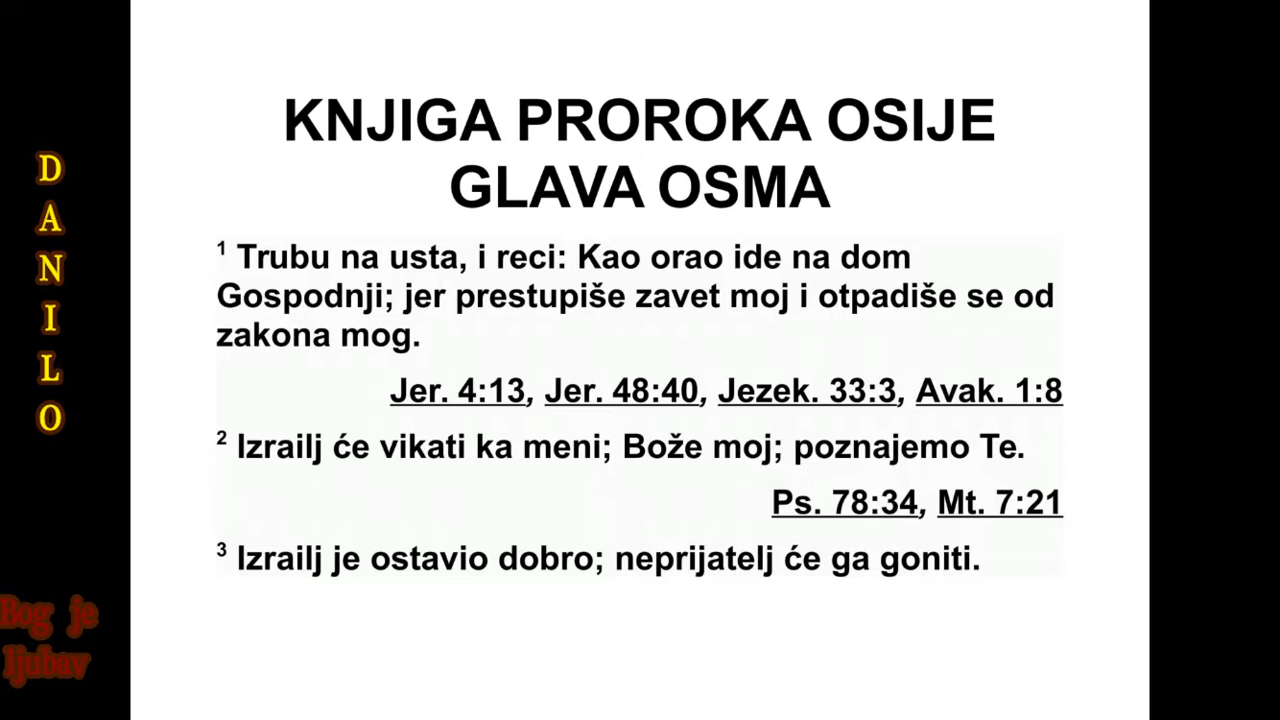 KNJIGA PROROKA OSIJE
GLAVA OSMA
1 Trubu na usta, i reci: Kao orao ide na dom
Gospodnji; jer prestupiše zavet moj i otpadiše se od
zakona mog.
Jer. 4:13, Jer. 48:40, Jezek. 33:3, Avak. 1:8
2 Izrailj će vikati ka meni; Bože moj; poznajemo Te.
Ps. 78:34, Mt. 7:21
3 Izrailj je ostavio dobro; neprijatelj će ga goniti.
DANILO
Bog je
ljubav